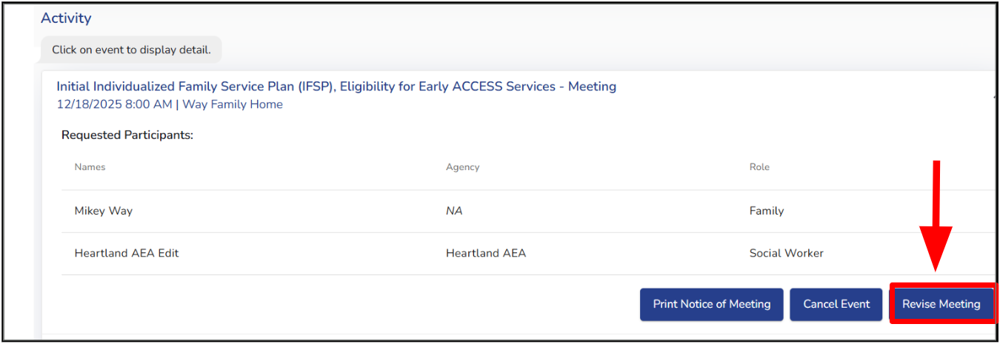 Activity
Click on event to display detail.
Initial Individualized Family Service Plan (IFSP), Eligibility for Early ACCESS Services - Meeting
12/18/2025 8:00 AM | Way Family Home
Requested Participants:
Names Agency Role
Mikey Way NA Family
Heartland AEA Edit Heartland AEA Social Worker
Print Notice of Meeting Cancel Event Revise Meeting